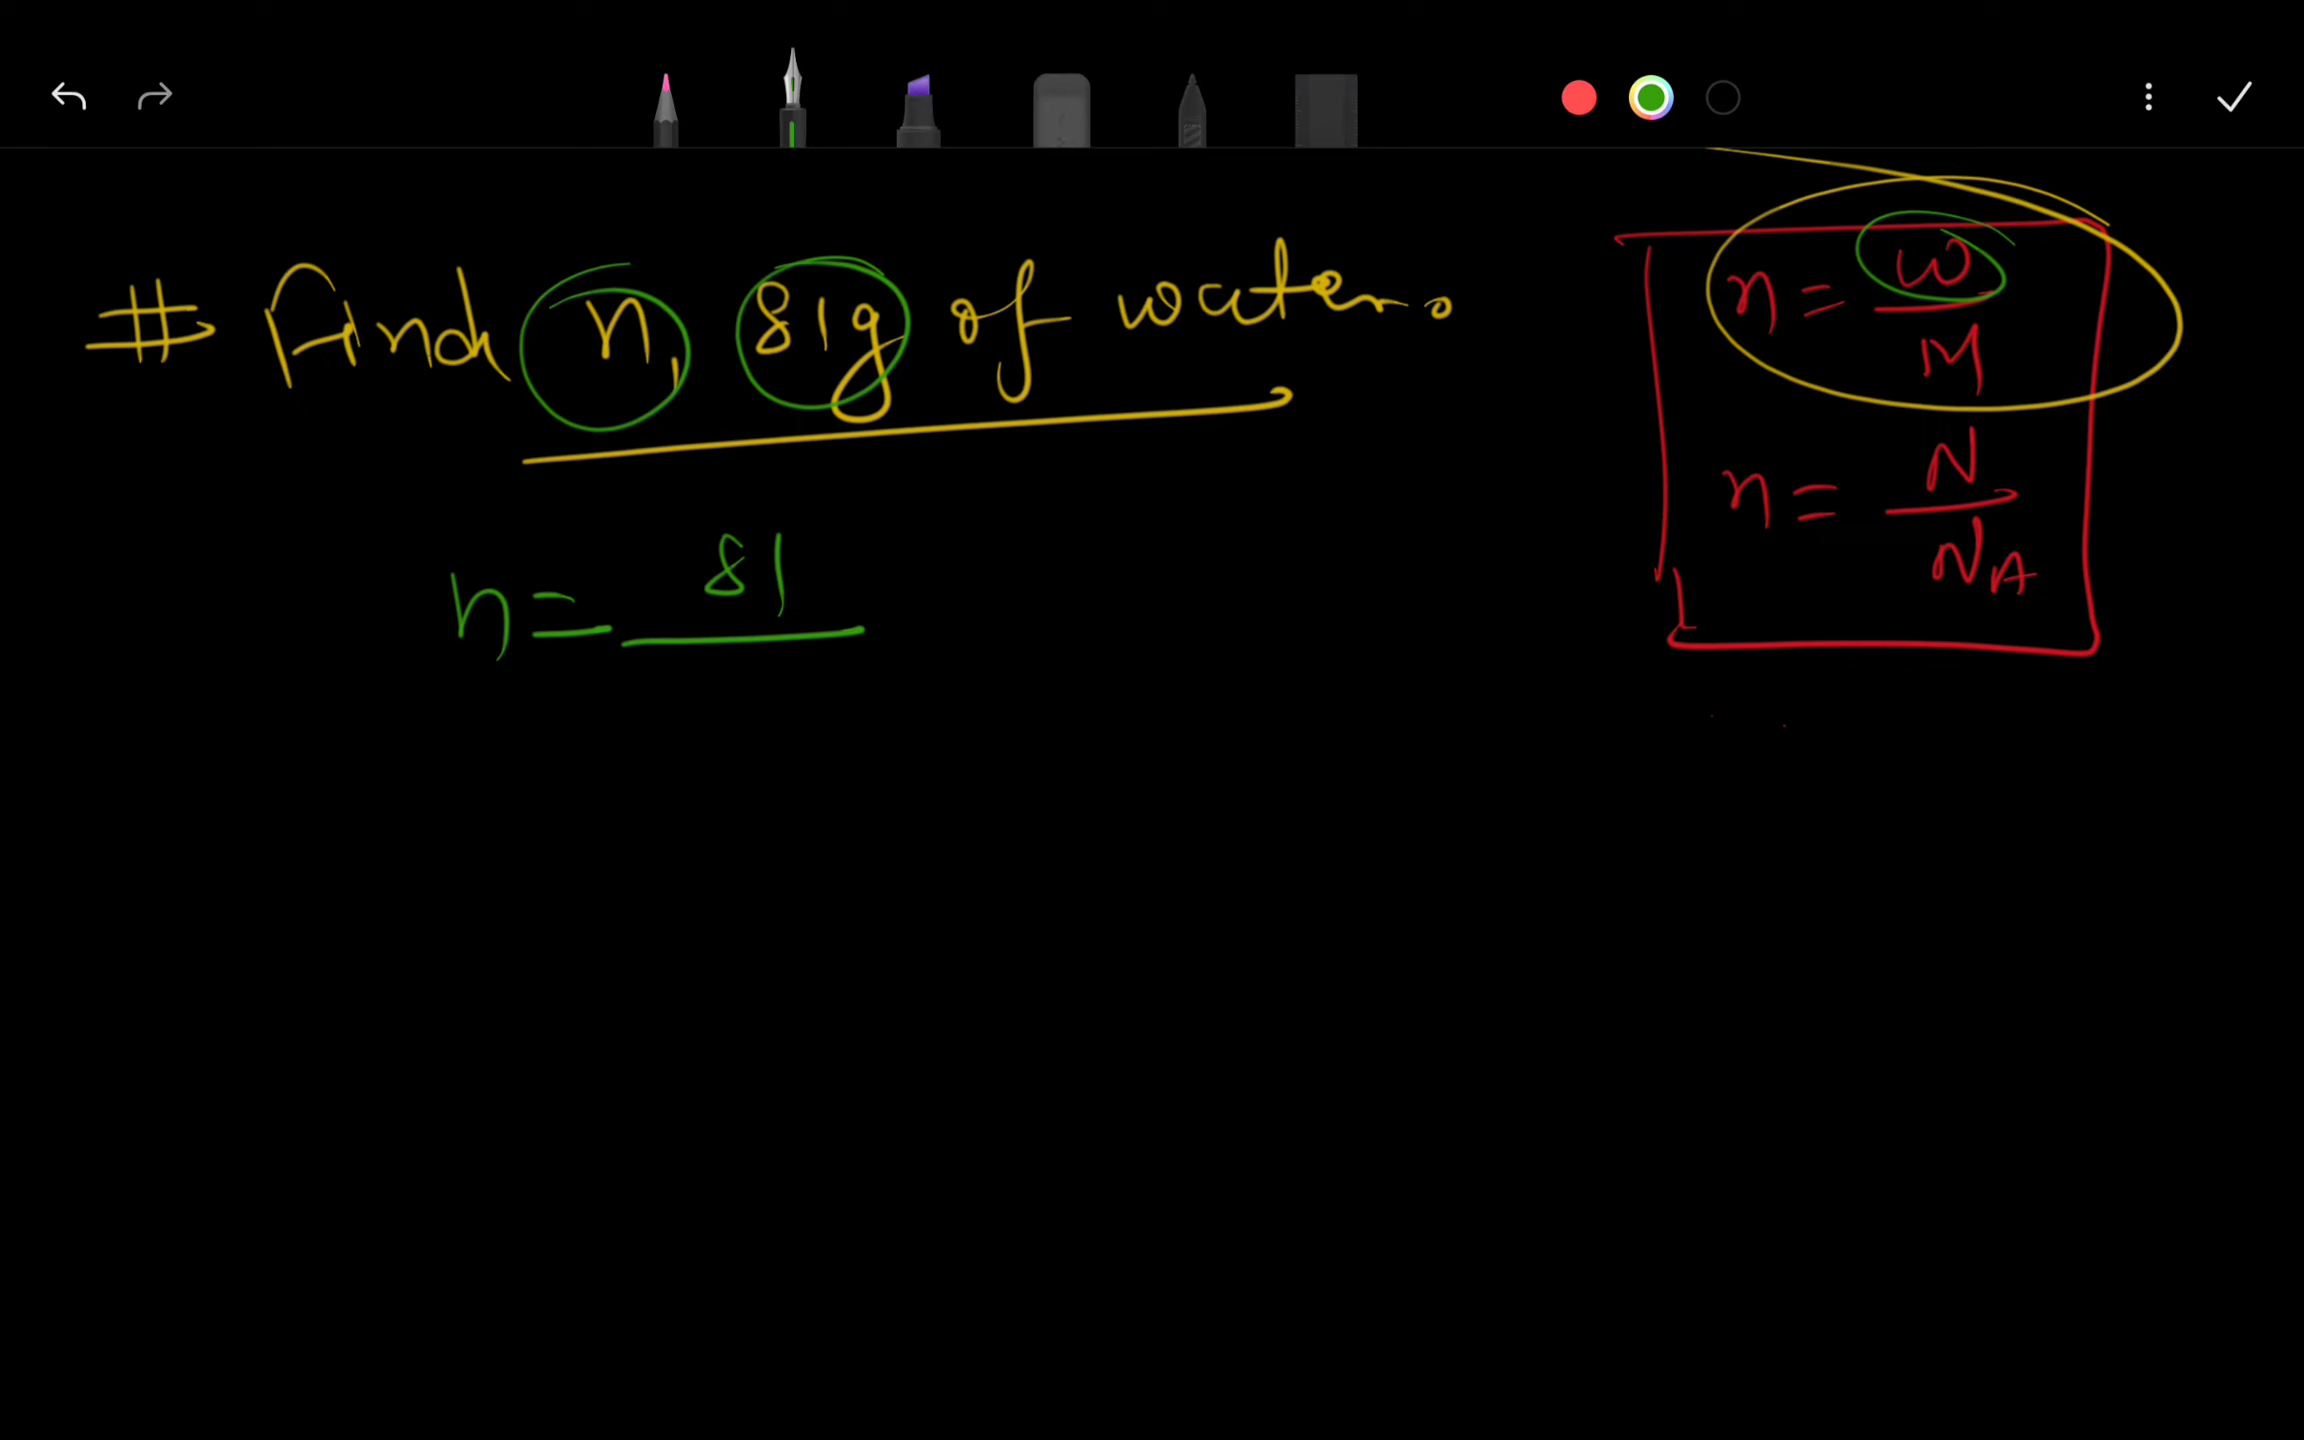 # Find n, 81g of water.
n = w
M
n = N
N_A
n = 81